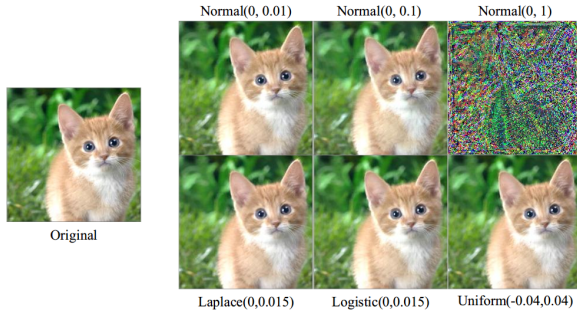 Normal(0, 0.01)
Normal(0, 0.1)
Normal(0, 1)
Original
Laplace(0,0.015)
Logistic(0,0.015)
Uniform(-0.04,0.04)